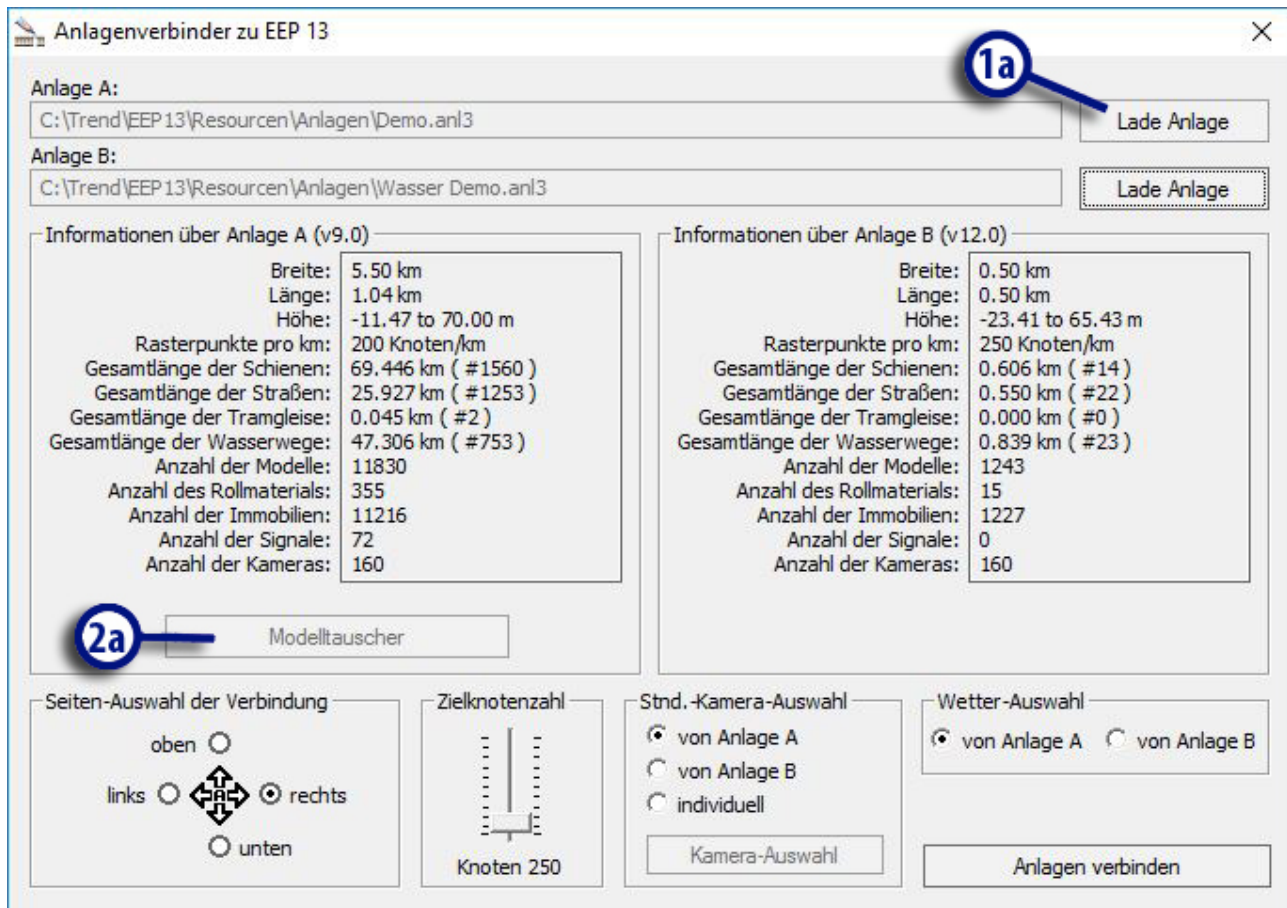 Anlagenverbinder zu EEP 13
1a
Anlage A:
C:\Trend\EEP13\Resourcen\Anlagen\Demo.anl3
Lade Anlage
Anlage B:
C:\Trend\EEP13\Resourcen\Anlagen\Wasser Demo.anl3
Lade Anlage
Informationen über Anlage A (v9.0)
Breite: 5.50 km
Länge: 1.04 km
Höhe: -11.47 to 70.00 m
Rasterpunkte pro km: 200 Knoten/km
Gesamtlänge der Schienen: 69.446 km ( #1560 )
Gesamtlänge der Straßen: 25.927 km ( #1253 )
Gesamtlänge der Tramgleise: 0.045 km ( #2 )
Gesamtlänge der Wasserwege: 47.306 km ( #753 )
Anzahl der Modelle: 11830
Anzahl des Rollmaterials: 355
Anzahl der Immobilien: 11216
Anzahl der Signale: 72
Anzahl der Kameras: 160
2a
Modelltauscher
Informationen über Anlage B (v12.0)
Breite: 0.50 km
Länge: 0.50 km
Höhe: -23.41 to 65.43 m
Rasterpunkte pro km: 250 Knoten/km
Gesamtlänge der Schienen: 0.606 km ( #14 )
Gesamtlänge der Straßen: 0.550 km ( #22 )
Gesamtlänge der Tramgleise: 0.000 km ( #0 )
Gesamtlänge der Wasserwege: 0.839 km ( #23 )
Anzahl der Modelle: 1243
Anzahl des Rollmaterials: 15
Anzahl der Immobilien: 1227
Anzahl der Signale: 0
Anzahl der Kameras: 160
Seiten-Auswahl der Verbindung
oben
links A rechts
unten
Zielknotenzahl
Knoten 250
Stnd.-Kamera-Auswahl
von Anlage A
von Anlage B
individuell
Kamera-Auswahl
Wetter-Auswahl
von Anlage A von Anlage B
Anlagen verbinden